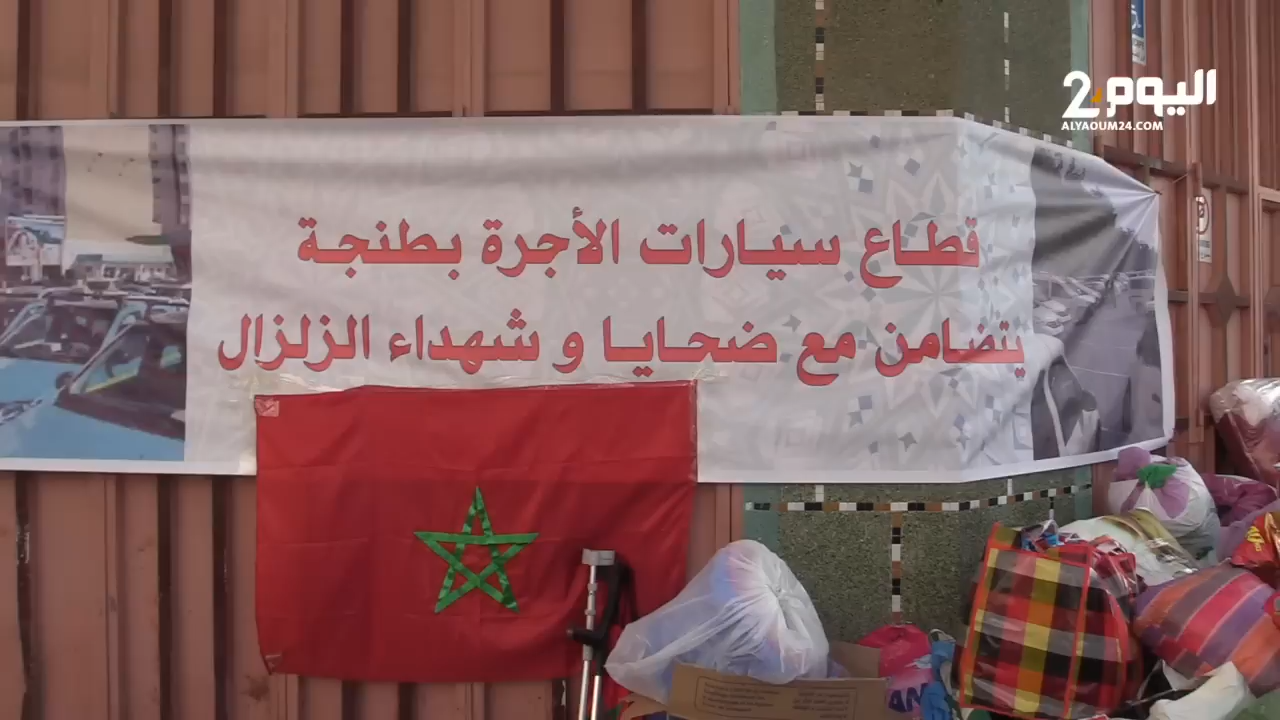 اليوم 24
ALYAOUM24.COM
قطاع سيارات الأجرة بطنجة
يتضامن مع ضحايا و شهداء الزلزال